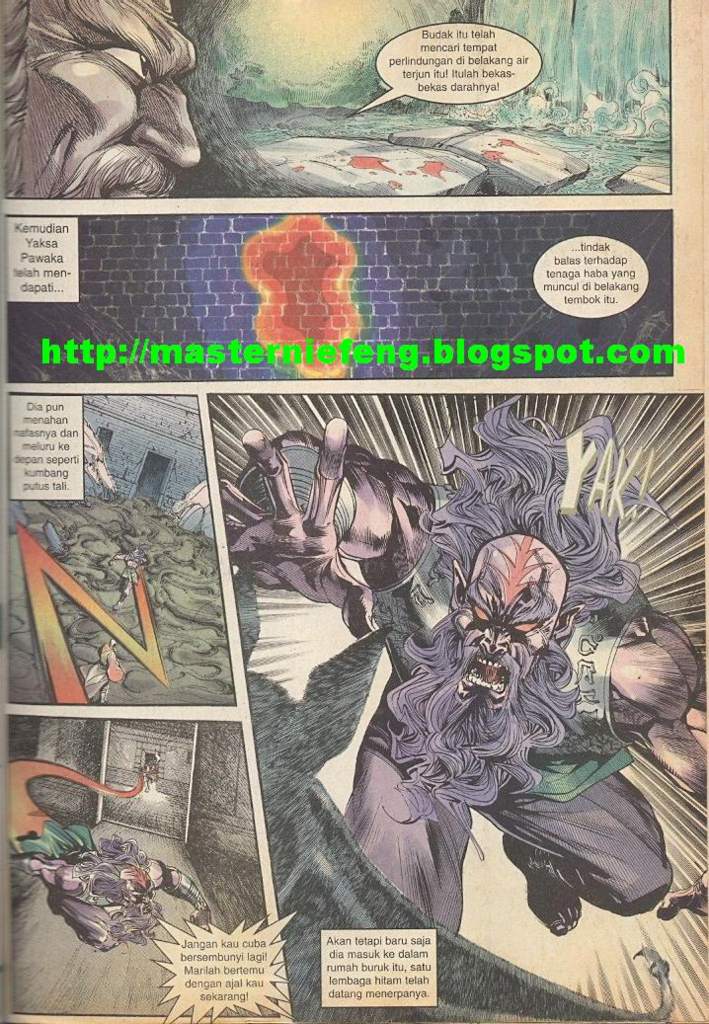 Budak itu telah
mencari tempat
perlindungan di belakang air
terjun itu! Itulah bekas-
bekas darahnya!
Kemudian
Yaksa
Pawaka
telah men-
dapati...
...tindak
balas terhadap
tenaga haba yang
muncul di belakang
tembok itu.
http://masterniefeng.blogspot.com
Dia pun
menahan
nafasnya dan
meluru ke
depan seperti
kumbang
putus tali.
YAKK
Jangan kau cuba
bersembunyi lagi!
Marilah bertemu
dengan ajal kau
sekarang!
Akan tetapi baru saja
dia masuk ke dalam
rumah buruk itu, satu
lembaga hitam telah
datang menerpanya.